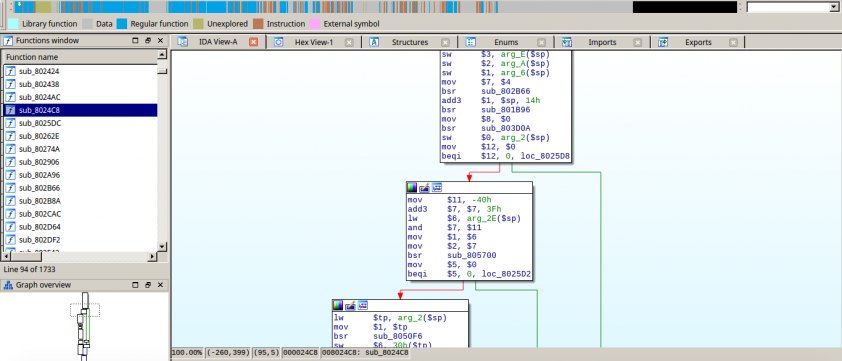 Library function Data Regular function Unexplored Instruction External symbol
Functions window
IDA View-A Hex View-1 Structures Enums Imports Exports
Function name
sub_802424
sub_802438
sub_8024AC
sub_8024C8
sub_8025DC
sub_80262E
sub_80274A
sub_802906
sub_802A96
sub_802B66
sub_802B8A
sub_802CAC
sub_802D64
sub_802DF2
Line 94 of 1733
Graph overview
sw $3, arg_E($sp)
sw $2, arg_A($sp)
sw $1, arg_6($sp)
mov $7, $4
bsr sub_802B66
add3 $1, $sp, 14h
bsr sub_801B96
mov $8, $0
bsr sub_803D0A
sw $0, arg_2($sp)
mov $12, $0
beqi $12, 0, loc_8025D8
mov $11, -40h
add3 $7, $7, 3Fh
lw $6, arg_2E($sp)
and $7, $11
mov $1, $6
mov $2, $7
bsr sub_805700
mov $5, $0
beqi $5, 0, loc_8025D2
lw $tp, arg_2($sp)
mov $1, $tp
bsr sub_8050F6
sw $6, 30h($tp)
100.00% (-260,399) (95,5) 000024C8 008024C8: sub_8024C8